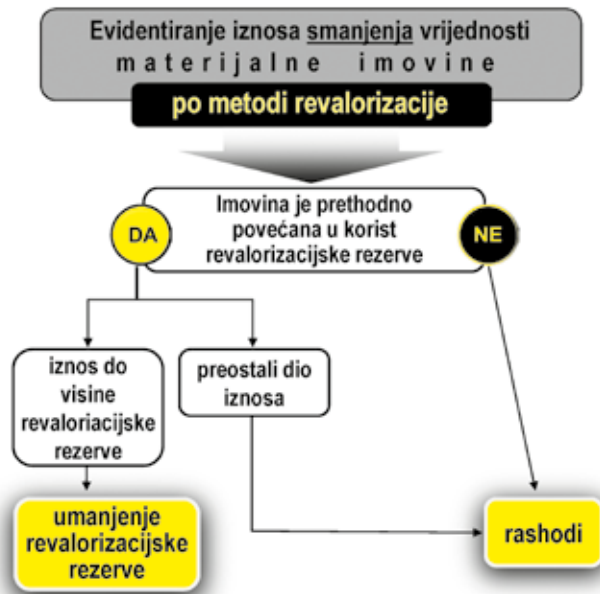 Evidentiranje iznosa smanjenja vrijednosti
materijalne imovine
po metodi revalorizacije
Imovina je prethodno
povećana u korist
revalorizacijske rezerve
DA
NE
iznos do
visine
revaloriacijske
rezerve
preostali dio
iznosa
umanjenje
revalorizacijske
rezerve
rashodi